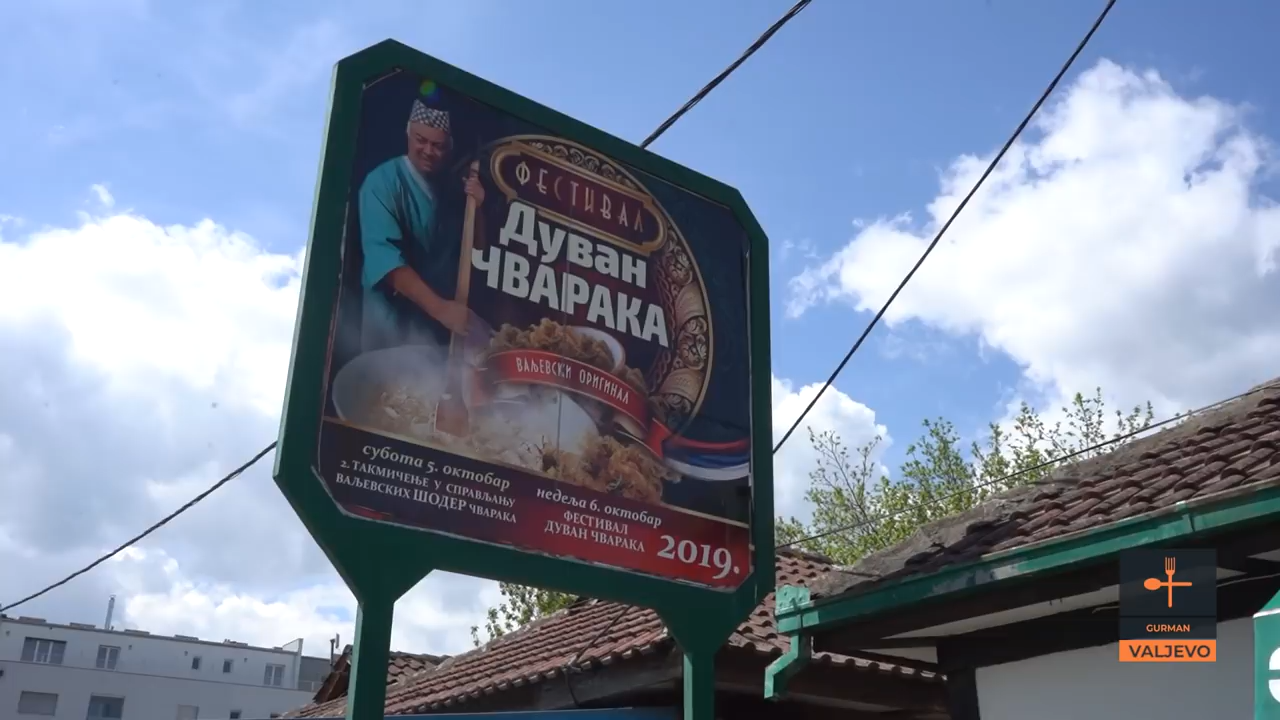 ФЕСТИВАЛ
Дуван
ЧВАРАКА
ВАЉЕВСКИ ОРИГИНАЛ
субота 5. октобар
2. ТАКМИЧЕЊЕ У СПРАВЉАЊУ
ВАЉЕВСКИХ ШОДЕР ЧВАРАКА
недеља 6. октобар
ФЕСТИВАЛ
ДУВАН ЧВАРАКА
2019.
GURMAN
VALJEVO